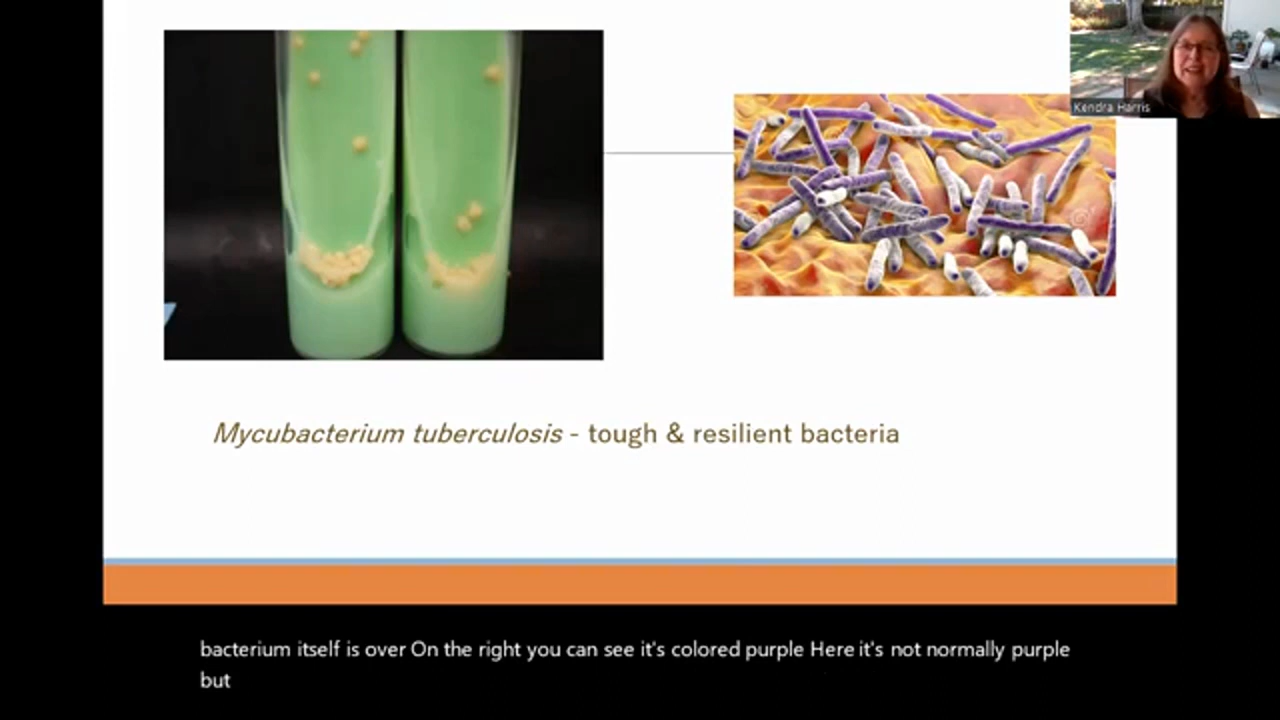 Kendra Harris
Mycubacterium tuberculosis - tough & resilient bacteria
bacterium itself is over On the right you can see it's colored purple Here it's not normally purple
but